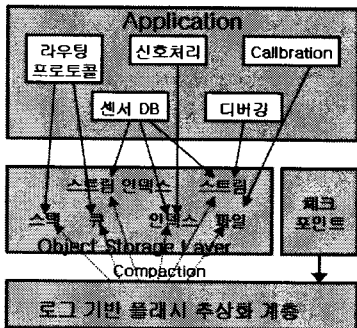 Application
라우팅
프로토콜
신호처리
Calibration
센서 DB
디버깅
스트림 인덱스 스트림
스택 큐 인덱스 파일
Object Storage Layer
체크
포인트
Compaction
로그 기반 플래시 추상화 계층